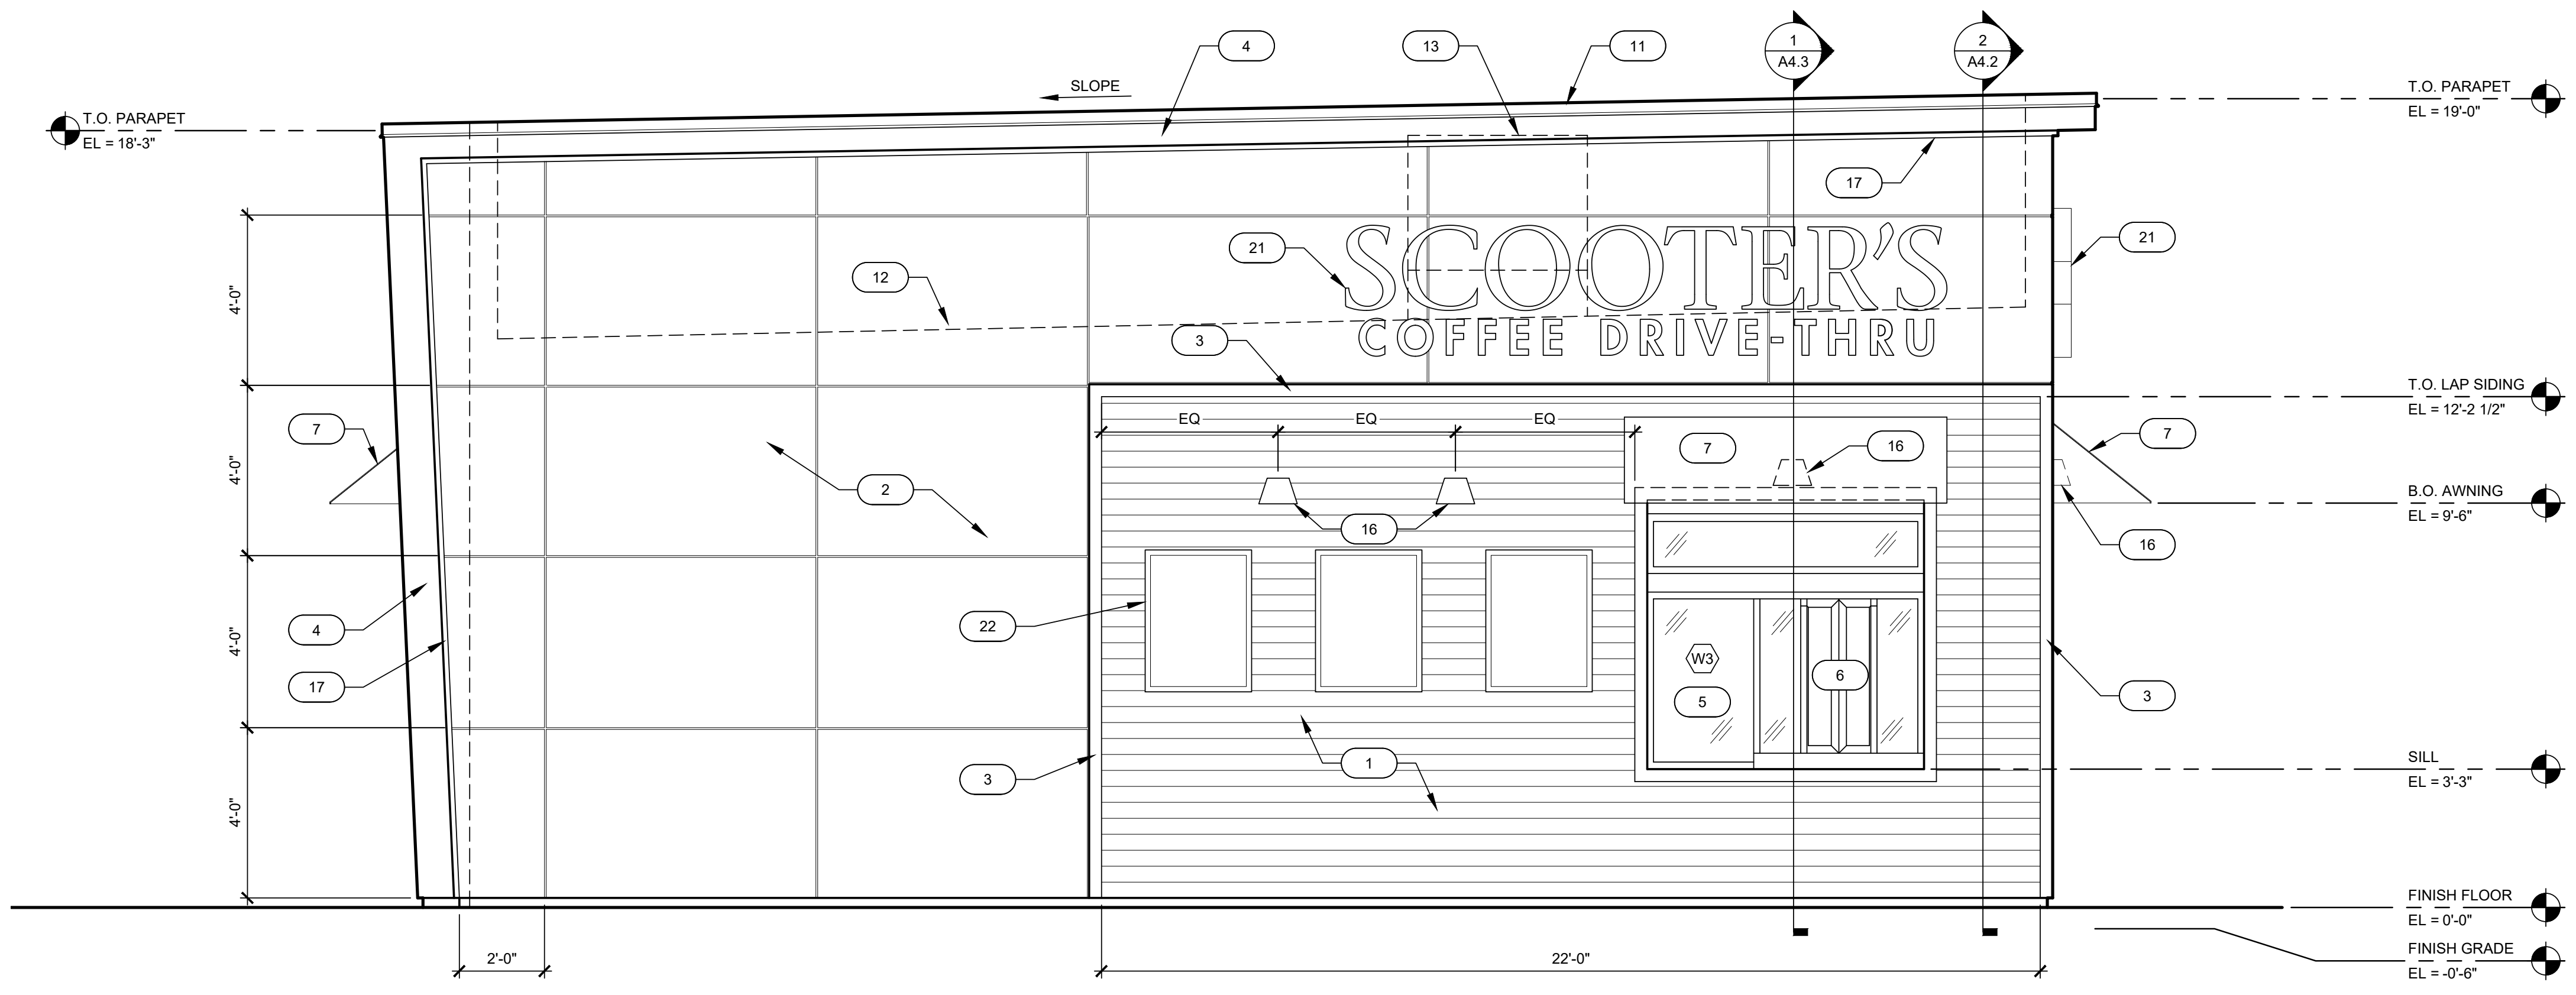 4
13
11
1
A4.3
2
A4.2
SLOPE
T.O. PARAPET
EL = 18'-3"
T.O. PARAPET
EL = 19'-0"
17
21
SCOOTER'S
COFFEE DRIVE-THRU
21
12
4'-0"
3
T.O. LAP SIDING
EL = 12'-2 1/2"
EQ
EQ
EQ
7
7
16
7
4'-0"
2
16
B.O. AWNING
EL = 9'-6"
16
4
22
4'-0"
W3
6
17
5
3
1
3
SILL
EL = 3'-3"
4'-0"
FINISH FLOOR
EL = 0'-0"
2'-0"
22'-0"
FINISH GRADE
EL = -0'-6"